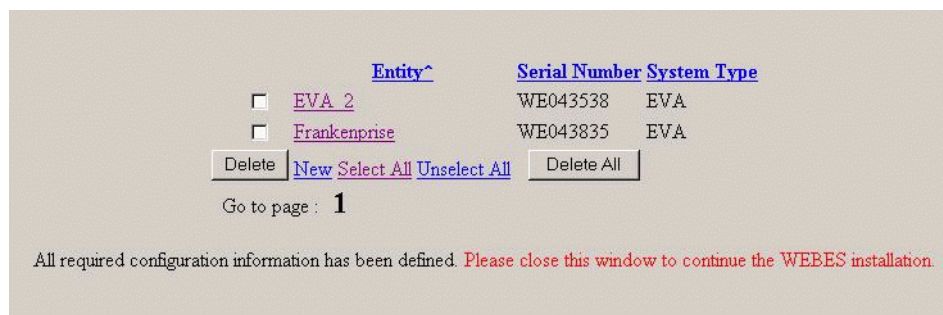 Entity^ Serial Number System Type
EVA 2 WE043538 EVA
Frankenprise WE043835 EVA
Delete New Select All Unselect All Delete All
Go to page : 1
All required configuration information has been defined. Please close this window to continue the WEBES installation.